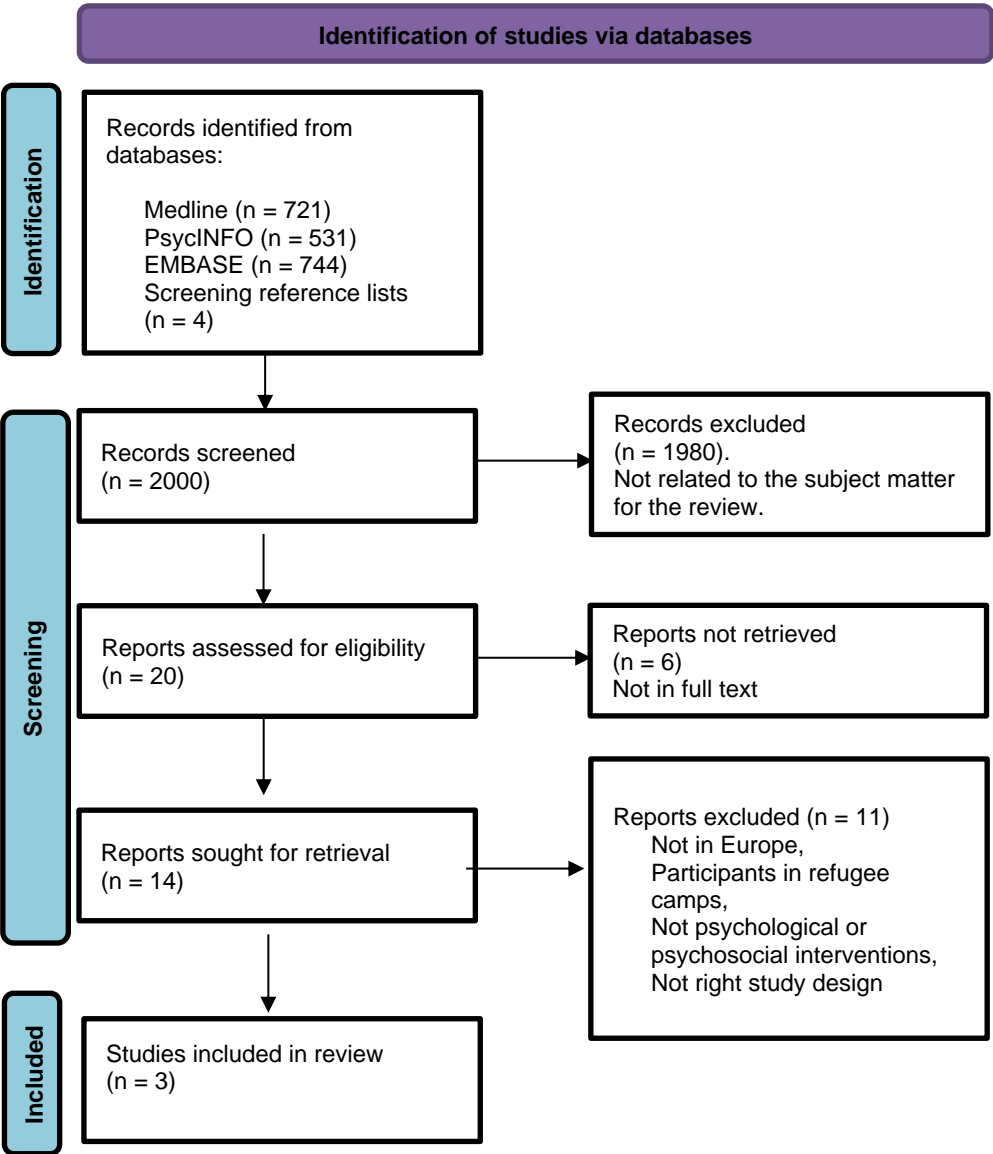 Identification of studies via databases
Identification
Records identified from
databases:
Medline (n = 721)
PsycINFO (n = 531)
EMBASE (n = 744)
Screening reference lists
(n = 4)
Screening
Records screened
(n = 2000)
Records excluded
(n = 1980).
Not related to the subject matter
for the review.
Reports assessed for eligibility
(n = 20)
Reports not retrieved
(n = 6)
Not in full text
Reports sought for retrieval
(n = 14)
Reports excluded (n = 11)
Not in Europe,
Participants in refugee
camps,
Not psychological or
psychosocial interventions,
Not right study design
Included
Studies included in review
(n = 3)